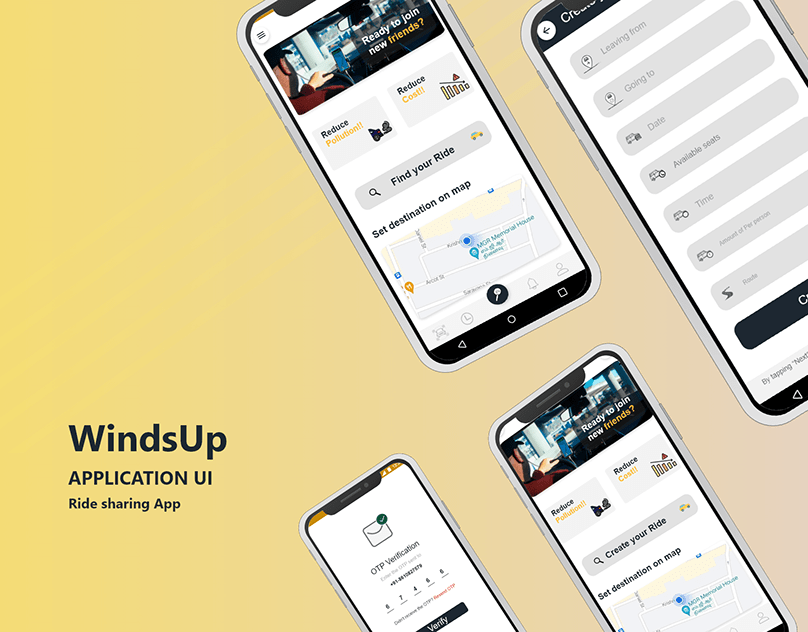 WindsUp
APPLICATION UI
Ride sharing App
Ready to join
new friends?
Reduce
Pollution!!
Reduce
Cost!!
Find your Ride
Set destination on map
MGR Memorial House
Arcot St
Create
Leaving from
Going to
Date
Available seats
Time
Amount of Per person
Route
By tapping "Next"
OTP Verification
Enter the OTP sent to
6 7 4 6 6
Didn't receive the OTP? Resend OTP
Verify
Ready to join
new friends?
Reduce
Pollution!!
Reduce
Cost!!
Create your Ride
Set destination on map
MGR Memorial House